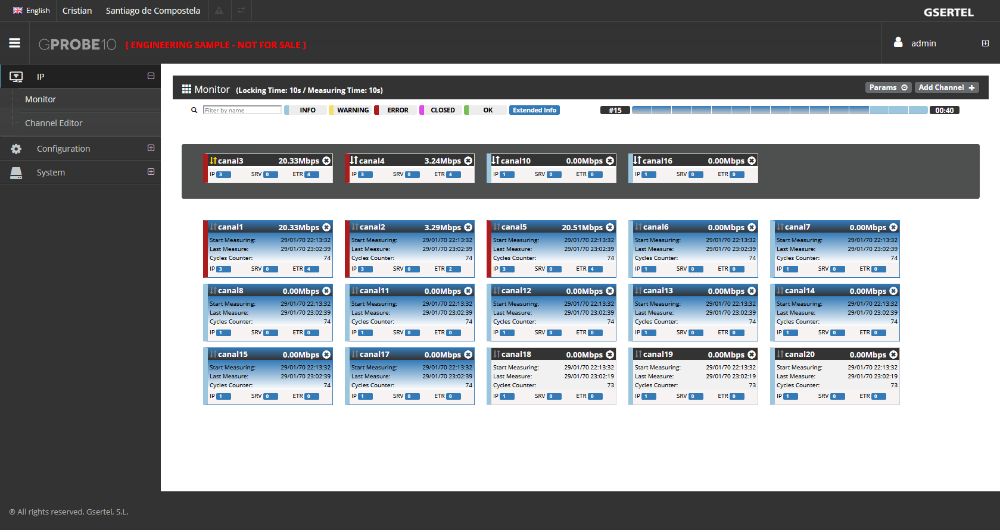 English Cristian Santiago de Compostela GSERTEL
GPROBE10 [ ENGINEERING SAMPLE - NOT FOR SALE ] admin
IP
Monitor
Channel Editor
Configuration
System
Monitor (Locking Time: 10s / Measuring Time: 10s) Params Add Channel
Filter by name INFO WARNING ERROR CLOSED OK Extended Info #15 00:40
canal3 20.33Mbps canal4 3.24Mbps canal10 0.00Mbps canal16 0.00Mbps
IP 3 SRV 0 ETR 4 IP 3 SRV 0 ETR 4 IP 1 SRV 0 ETR 0 IP 1 SRV 0 ETR 0
canal1 20.33Mbps canal2 3.29Mbps canal5 20.51Mbps canal6 0.00Mbps canal7 0.00Mbps
Start Measuring: 29/01/70 22:13:32 Start Measuring: 29/01/70 22:13:32 Start Measuring: 29/01/70 22:13:32 Start Measuring: 29/01/70 22:13:32 Start Measuring: 29/01/70 22:13:32
Last Measure: 29/01/70 23:02:39 Last Measure: 29/01/70 23:02:39 Last Measure: 29/01/70 23:02:39 Last Measure: 29/01/70 23:02:39 Last Measure: 29/01/70 23:02:39
Cycles Counter: 74 Cycles Counter: 74 Cycles Counter: 74 Cycles Counter: 74 Cycles Counter: 74
IP 3 SRV 0 ETR 4 IP 3 SRV 0 ETR 2 IP 3 SRV 0 ETR 4 IP 1 SRV 0 ETR 0 IP 1 SRV 0 ETR 0
canal8 0.00Mbps canal11 0.00Mbps canal12 0.00Mbps canal13 0.00Mbps canal14 0.00Mbps
Start Measuring: 29/01/70 22:13:32 Start Measuring: 29/01/70 22:13:32 Start Measuring: 29/01/70 22:13:32 Start Measuring: 29/01/70 22:13:32 Start Measuring: 29/01/70 22:13:32
Last Measure: 29/01/70 23:02:39 Last Measure: 29/01/70 23:02:39 Last Measure: 29/01/70 23:02:39 Last Measure: 29/01/70 23:02:39 Last Measure: 29/01/70 23:02:39
Cycles Counter: 74 Cycles Counter: 74 Cycles Counter: 74 Cycles Counter: 74 Cycles Counter: 74
IP 1 SRV 0 ETR 0 IP 1 SRV 0 ETR 0 IP 1 SRV 0 ETR 0 IP 1 SRV 0 ETR 0 IP 1 SRV 0 ETR 0
canal15 0.00Mbps canal17 0.00Mbps canal18 0.00Mbps canal19 0.00Mbps canal20 0.00Mbps
Start Measuring: 29/01/70 22:13:32 Start Measuring: 29/01/70 22:13:32 Start Measuring: 29/01/70 22:13:32 Start Measuring: 29/01/70 22:13:32 Start Measuring: 29/01/70 22:13:32
Last Measure: 29/01/70 23:02:39 Last Measure: 29/01/70 23:02:39 Last Measure: 29/01/70 23:02:19 Last Measure: 29/01/70 23:02:19 Last Measure: 29/01/70 23:02:19
Cycles Counter: 74 Cycles Counter: 74 Cycles Counter: 73 Cycles Counter: 73 Cycles Counter: 73
IP 1 SRV 0 ETR 0 IP 1 SRV 0 ETR 0 IP 1 SRV 0 ETR 0 IP 1 SRV 0 ETR 0 IP 1 SRV 0 ETR 0
® All rights reserved, Gsertel, S.L.